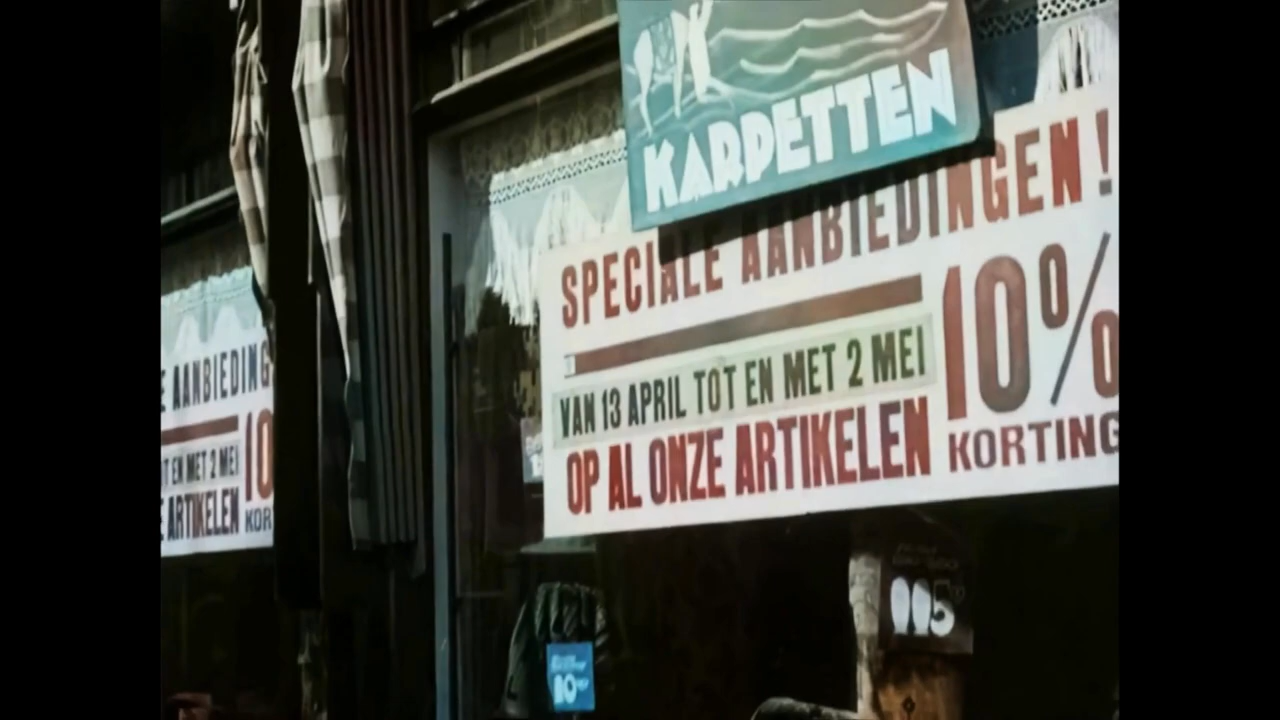 KARPETTEN
SPECIALE AANBIEDINGEN!
VAN 13 APRIL TOT EN MET 2 MEI
OP AL ONZE ARTIKELEN
10%
KORTING
E AANBIEDING
T EN MET 2 MEI
E ARTIKELEN
10
KOR
10